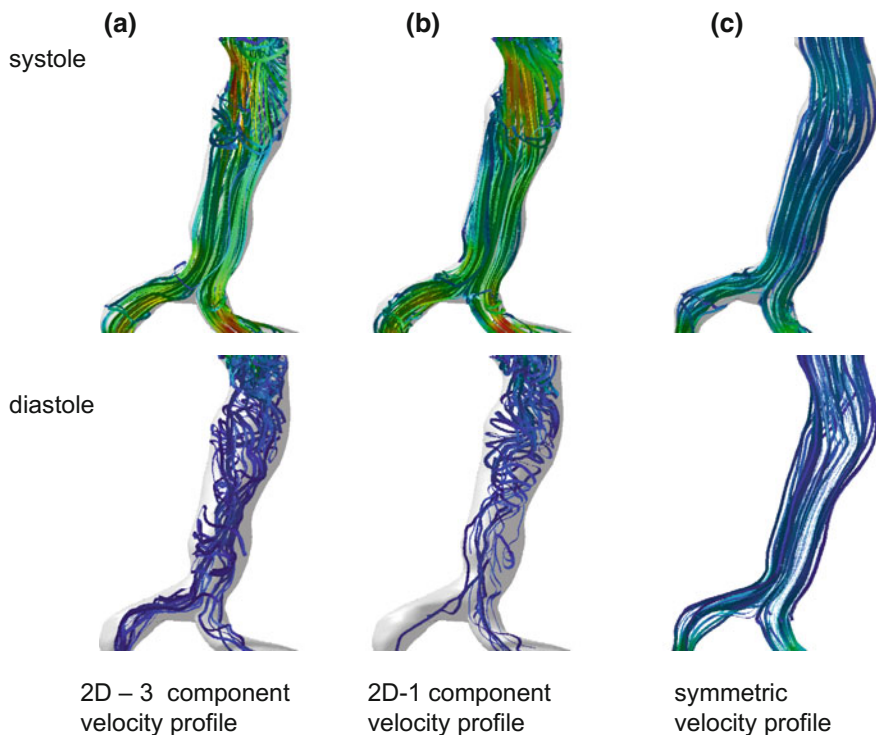 (a) (b) (c)
systole
diastole
2D – 3 component
velocity profile
2D-1 component
velocity profile
symmetric
velocity profile